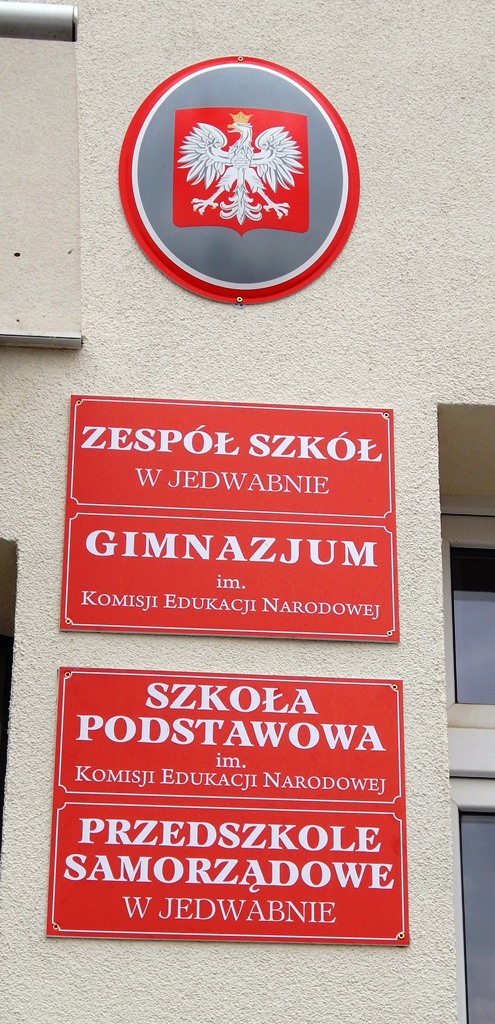 ZESPÓŁ SZKÓŁ
W JEDWABNIE
GIMNAZJUM
im.
KOMISJI EDUKACJI NARODOWEJ
SZKOŁA
PODSTAWOWA
im.
KOMISJI EDUKACJI NARODOWEJ
PRZEDSZKOLE
SAMORZĄDOWE
W JEDWABNIE